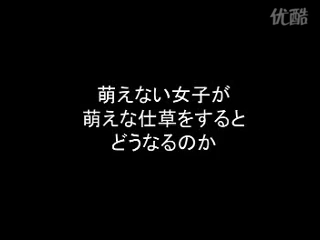 优酷
萌えない女子が
萌えな仕草をすると
どうなるのか